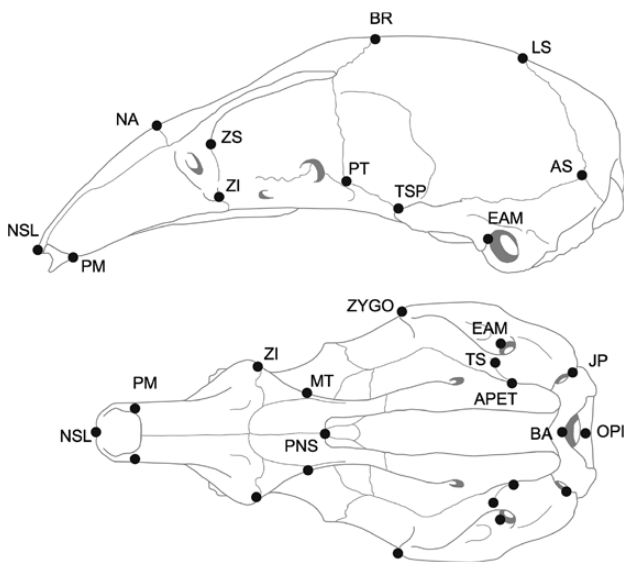 BR
LS
NA
ZS
PT
AS
ZI
TSP
EAM
NSL
PM
ZYGO
EAM
ZI
TS
JP
PM
MT
APET
NSL
PNS
BA
OPI